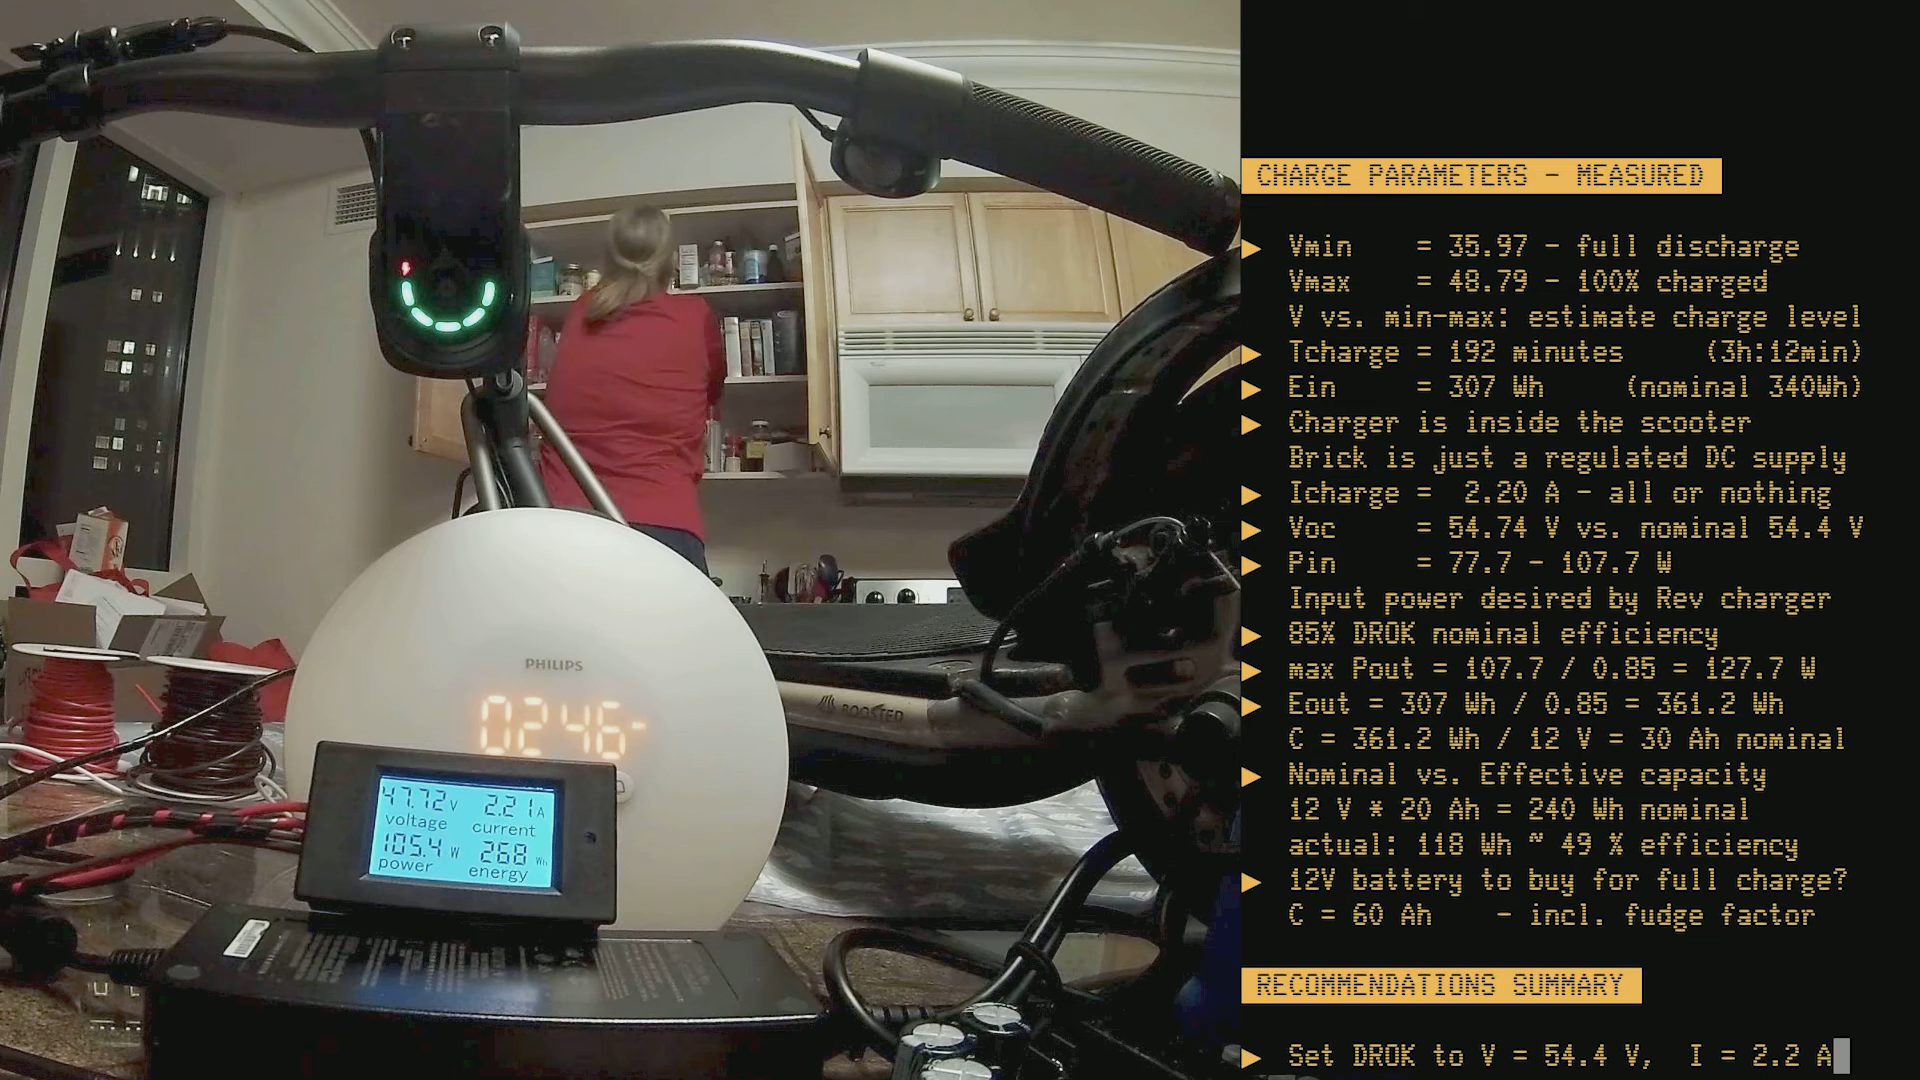 PHILIPS
0246
BOOSTED
47.72 V 2.21 A
voltage current
105.4 W 268 Wh
power energy
CHARGE PARAMETERS - MEASURED
► Vmin = 35.97 - full discharge
Vmax = 48.79 - 100% charged
V vs. min-max: estimate charge level
► Tcharge = 192 minutes (3h:12min)
► Ein = 307 Wh (nominal 340Wh)
► Charger is inside the scooter
Brick is just a regulated DC supply
► Icharge = 2.20 A - all or nothing
► Voc = 54.74 V vs. nominal 54.4 V
► Pin = 77.7 - 107.7 W
Input power desired by Rev charger
► 85% DROK nominal efficiency
► max Pout = 107.7 / 0.85 = 127.7 W
► Eout = 307 Wh / 0.85 = 361.2 Wh
C = 361.2 Wh / 12 V = 30 Ah nominal
► Nominal vs. Effective capacity
12 V * 20 Ah = 240 Wh nominal
actual: 118 Wh ~ 49 % efficiency
► 12V battery to buy for full charge?
C = 60 Ah - incl. fudge factor
RECOMMENDATIONS SUMMARY
► Set DROK to V = 54.4 V, I = 2.2 A